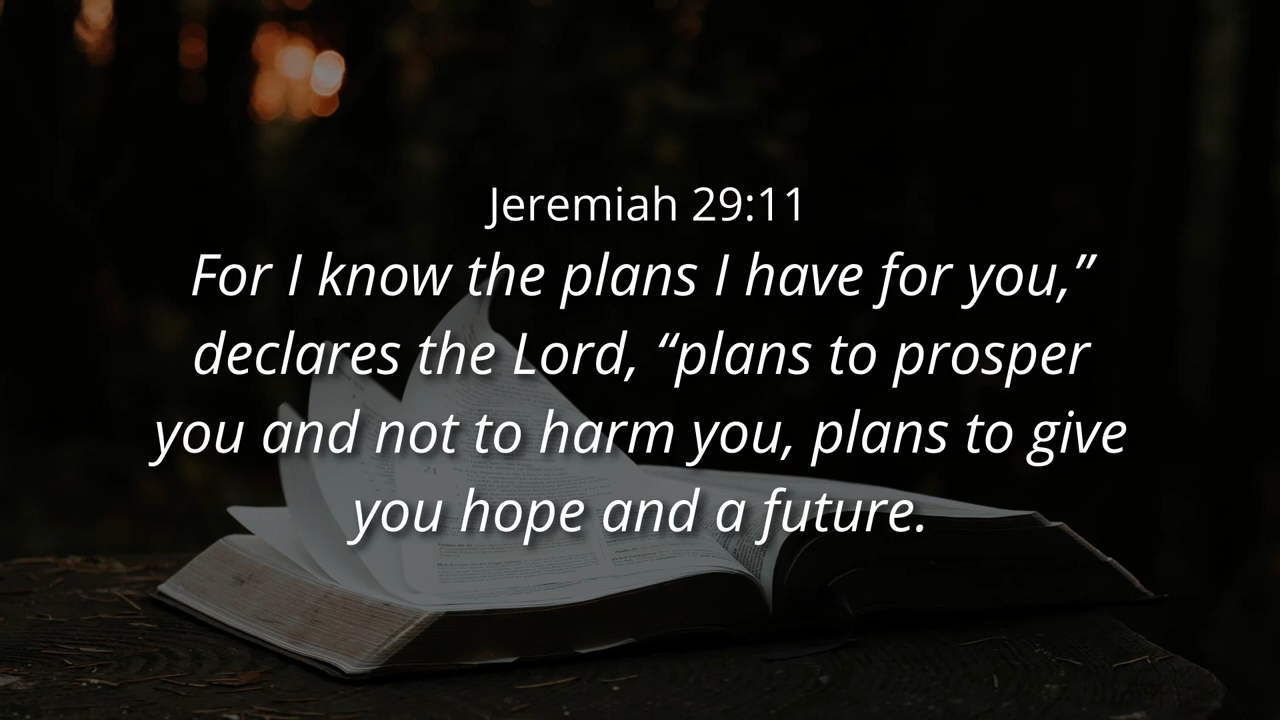 Jeremiah 29:11
For I know the plans I have for you,”
declares the Lord, “plans to prosper
you and not to harm you, plans to give
you hope and a future.